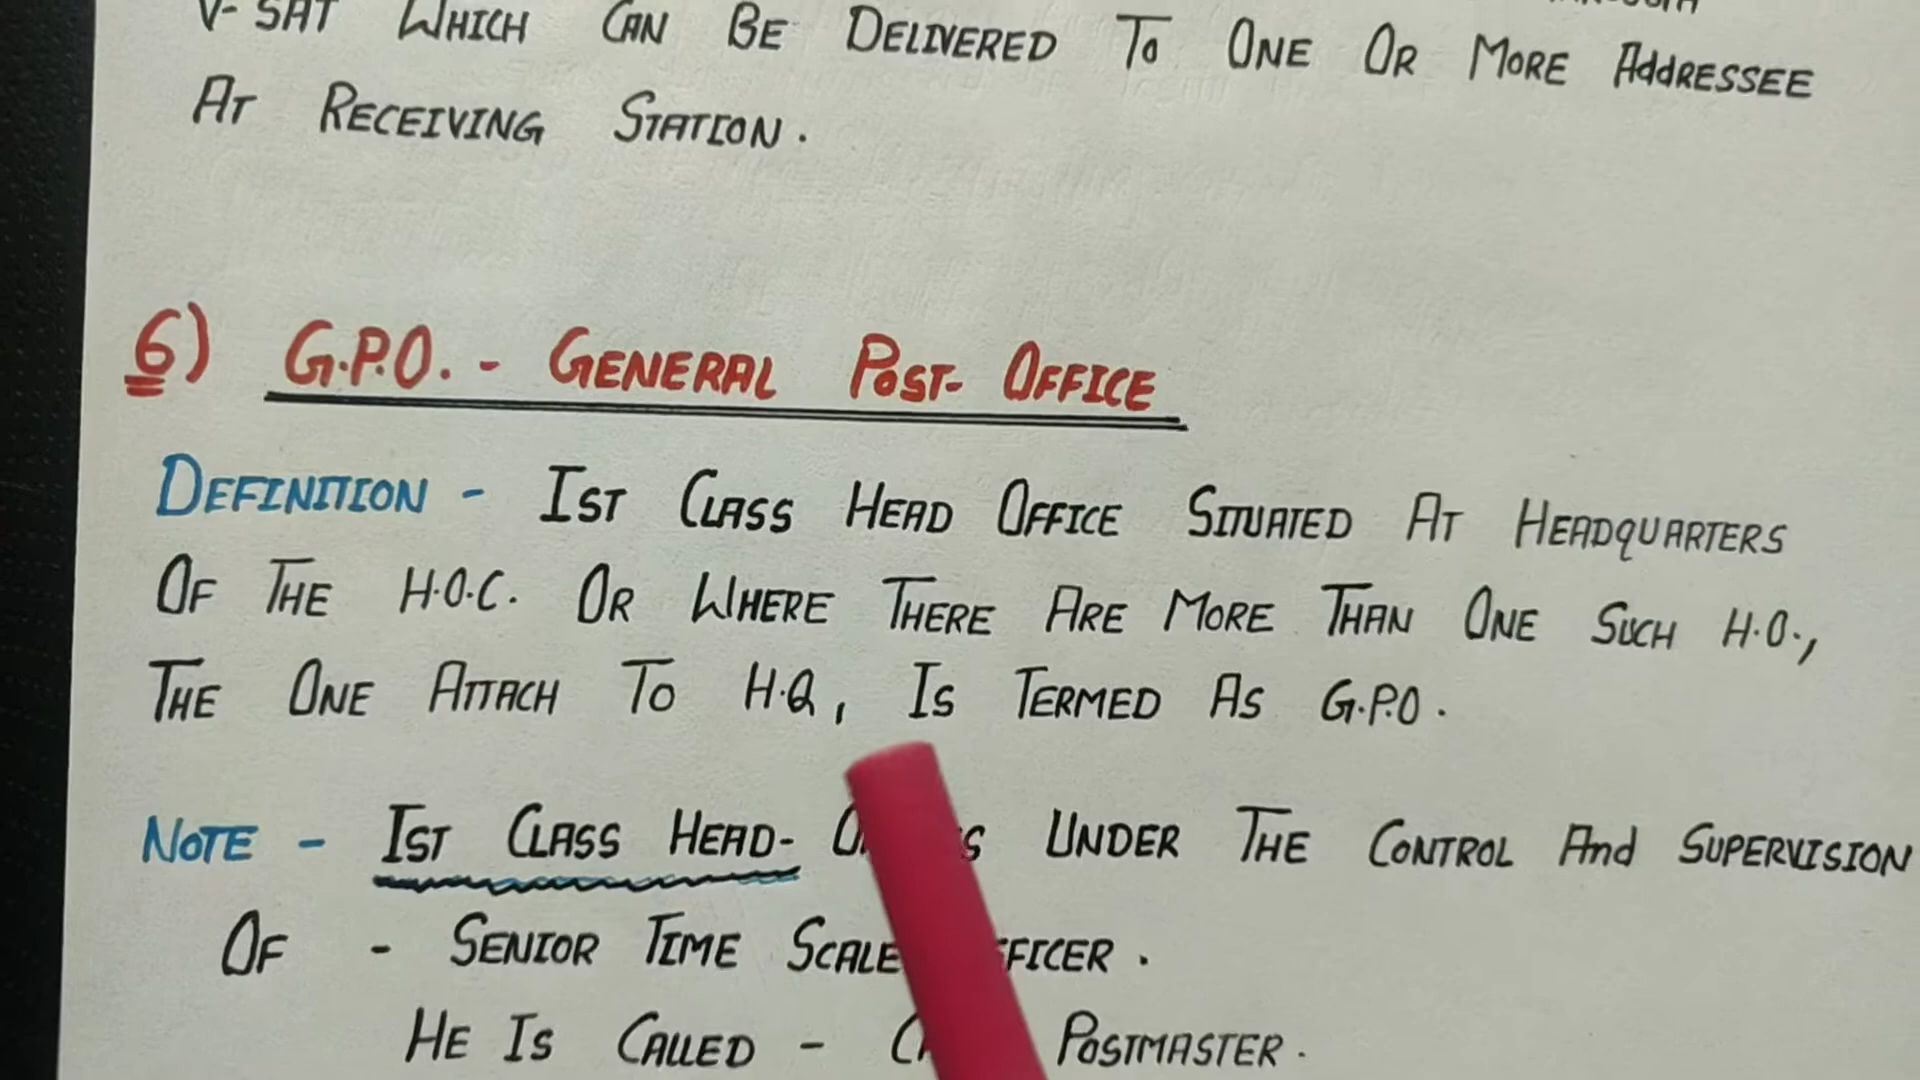 V-SAT WHICH CAN BE DELIVERED TO ONE OR MORE ADDRESSEE
AT RECEIVING STATION.
6) G.P.O. - GENERAL POST- OFFICE
DEFINITION - IST CLASS HEAD OFFICE SITUATED AT HEADQUARTERS
OF THE H.O.C. OR WHERE THERE ARE MORE THAN ONE SUCH H.O.,
THE ONE ATTACH TO H.Q, IS TERMED AS G.P.O.
NOTE - IST CLASS HEAD- UNDER THE CONTROL AND SUPERVISION
OF - SENIOR TIME SCALE
HE IS CALLED - POSTMASTER.